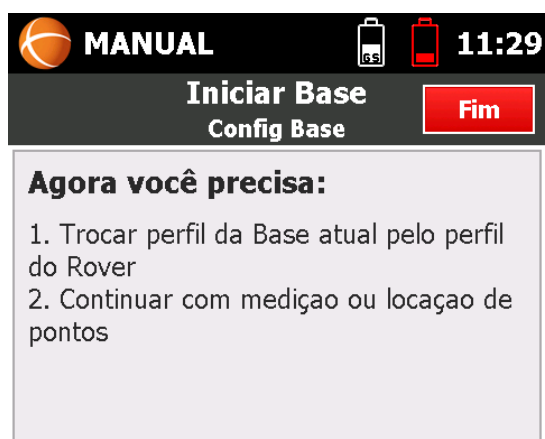 MANUAL
GS
11:29
Iniciar Base
Config Base
Fim
Agora você precisa:
1. Trocar perfil da Base atual pelo perfil
do Rover
2. Continuar com mediçao ou locaçao de
pontos